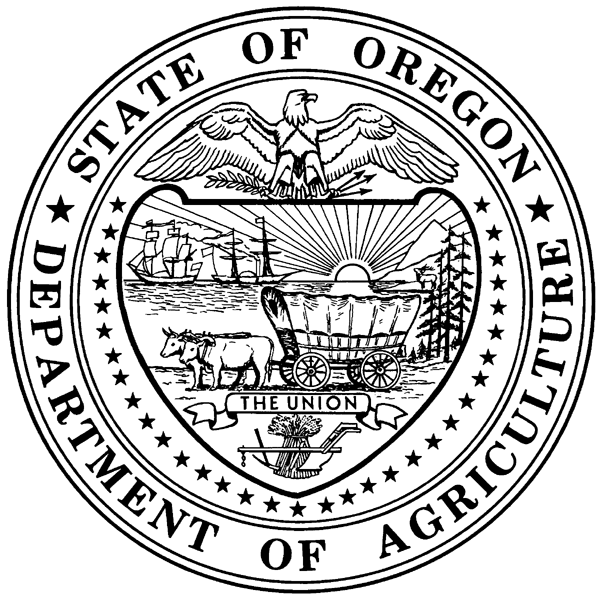 STATE OF OREGON
DEPARTMENT OF AGRICULTURE
THE UNION